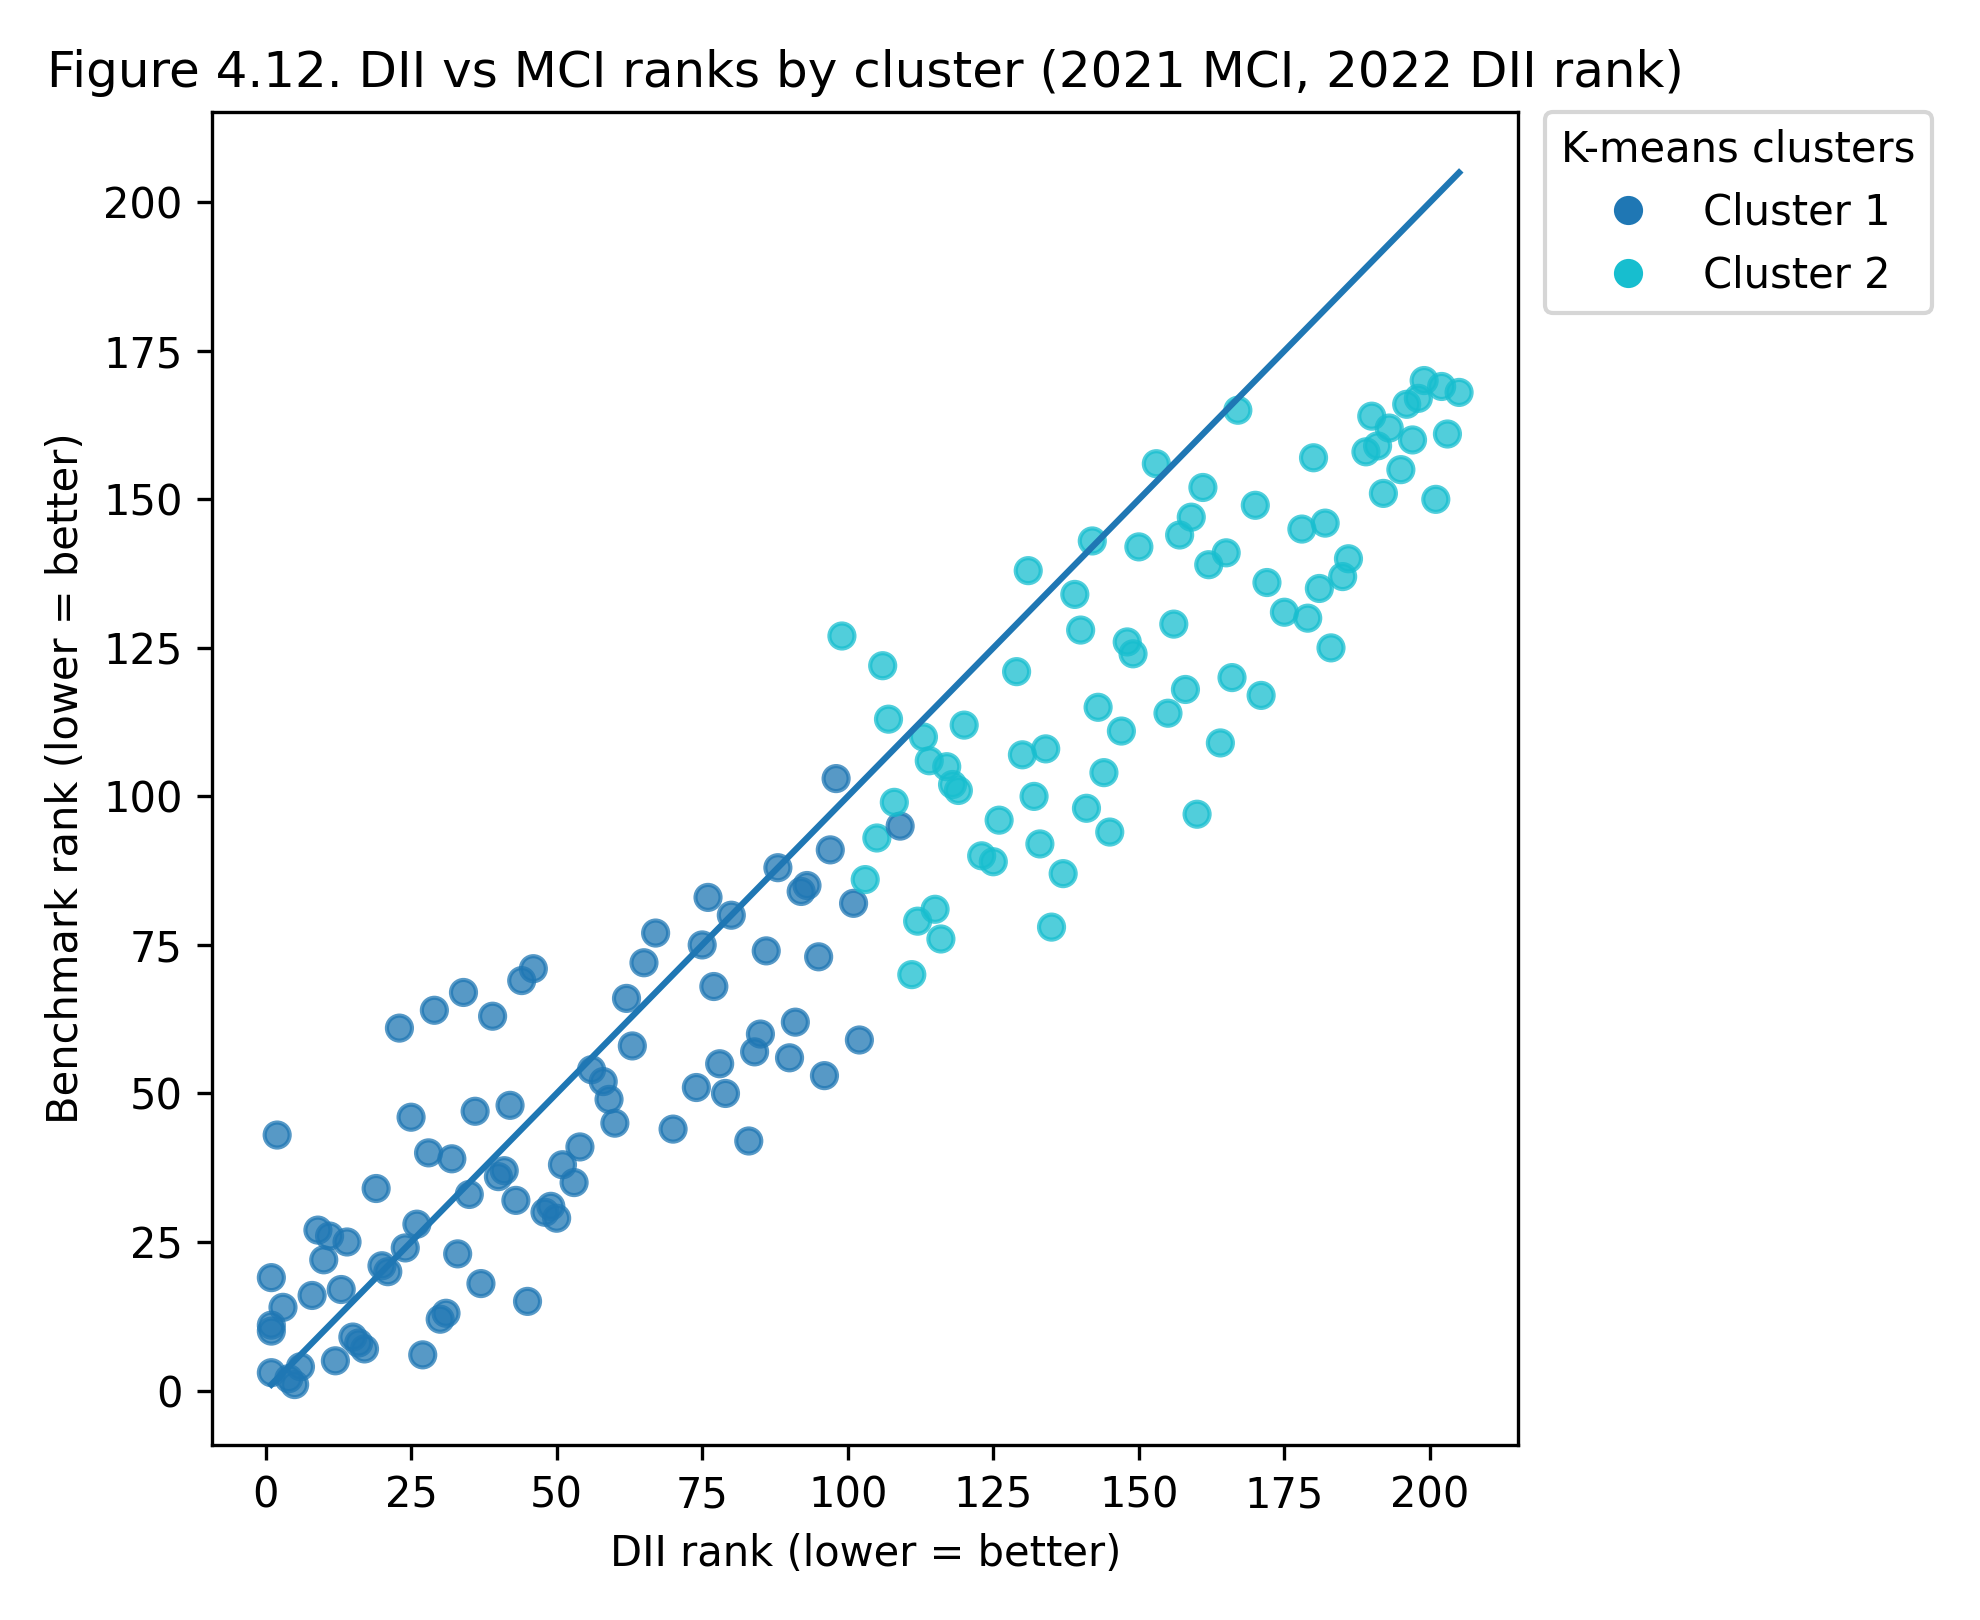 Figure 4.12. DII vs MCI ranks by cluster (2021 MCI, 2022 DII rank)
K-means clusters
Cluster 1
Cluster 2
Benchmark rank (lower = better)
200
175
150
125
100
75
50
25
0
0 25 50 75 100 125 150 175 200
DII rank (lower = better)